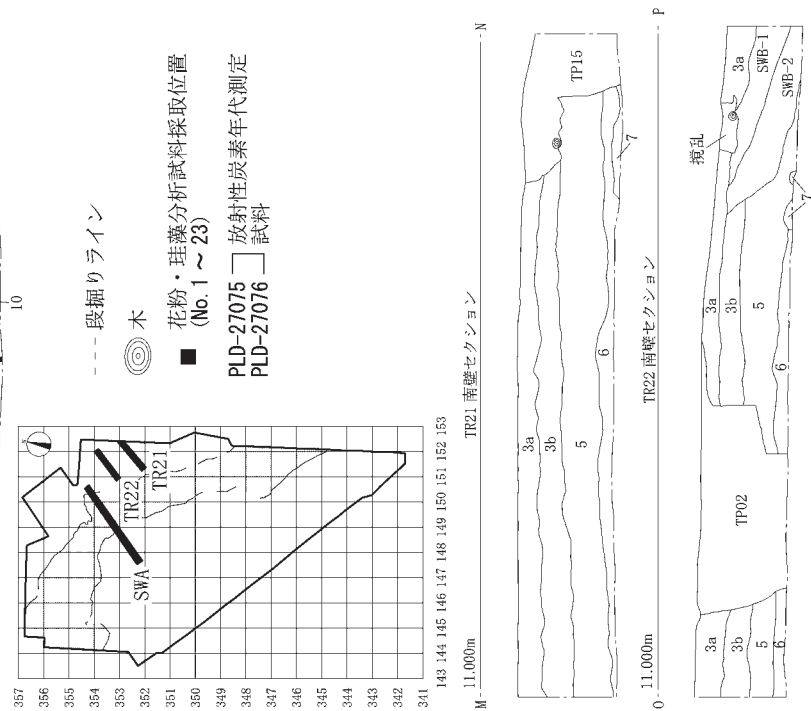 10
段掘りライン
木
花粉・珪藻分析試料採取位置
(No. 1 ~ 23)
PLD-27075
PLD-27076
放射性炭素年代測定
試料
357
356
355
354
353
352
351
350
349
348
347
346
345
344
343
342
341
143 144 145 146 147 148 149 150 151 152 153
SWA
TR22
TR21
TR21 南壁セクション
M 11.000m N
3a
3b
5
6
7
TP15
TR22 南壁セクション
O 11.000m P
3a
3b
5
6
TP02
3a
3b
5
6
7
撹乱
3a
SWB-1
SWB-2